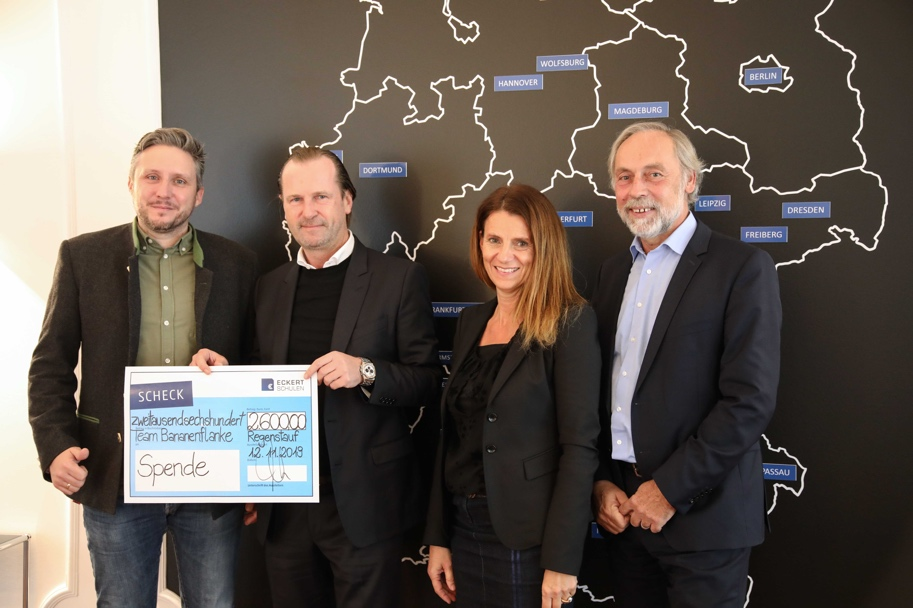 WOLFSBURG
HANNOVER
BERLIN
MAGDEBURG
DORTMUND
LEIPZIG
DRESDEN
ERFURT
FREIBERG
PASSAU
SCHECK
ECKERT
SCHULEN
zweitausendsechshundert
2.600,00
Team Bananenflanke
Regenstauf
12.11.2019
Spende